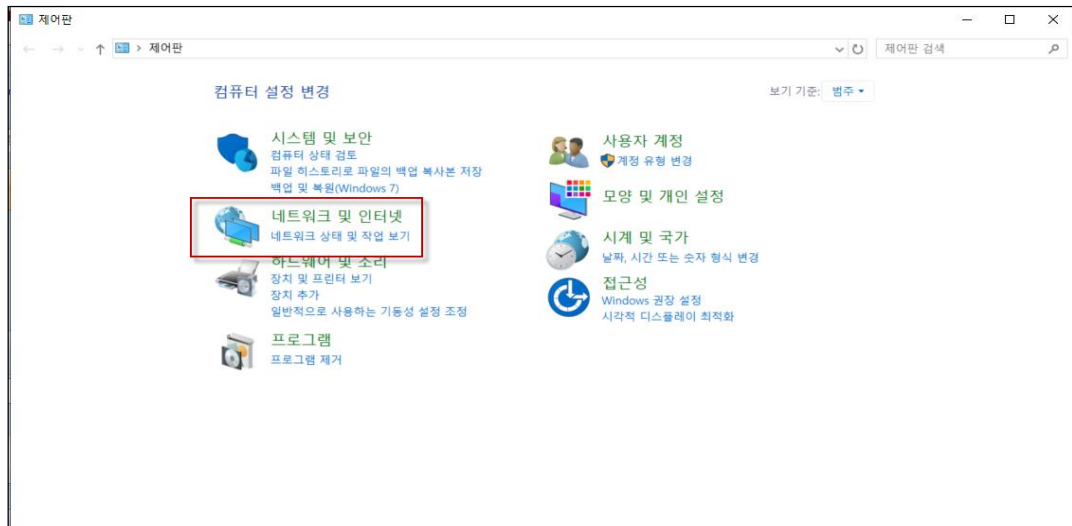 제어판
제어판
제어판 검색
컴퓨터 설정 변경
보기 기준: 범주
시스템 및 보안
컴퓨터 상태 검토
파일 히스토리로 파일의 백업 복사본 저장
백업 및 복원(Windows 7)
네트워크 및 인터넷
네트워크 상태 및 작업 보기
하드웨어 및 소리
장치 및 프린터 보기
장치 추가
일반적으로 사용하는 기동성 설정 조정
프로그램
프로그램 제거
사용자 계정
계정 유형 변경
모양 및 개인 설정
시계 및 국가
날짜, 시간 또는 숫자 형식 변경
접근성
Windows 권장 설정
시각적 디스플레이 최적화